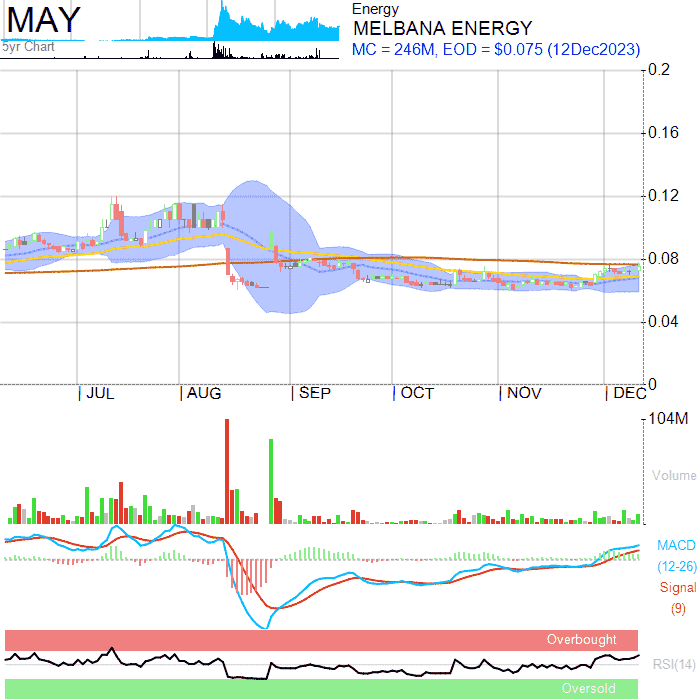 MAY
5yr Chart
Energy
MELBANA ENERGY
MC = 246M, EOD = $0.075 (12Dec2023)
0.2
0.16
0.12
0.08
0.04
0
JUL AUG SEP OCT NOV DEC
104M
Volume
MACD
(12-26)
Signal
(9)
Overbought
RSI(14)
Oversold